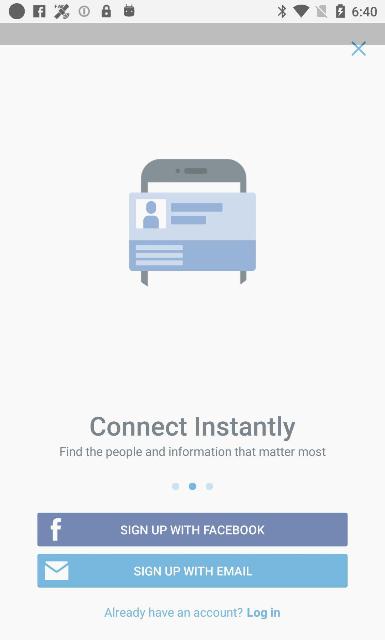 6:40
Connect Instantly
Find the people and information that matter most
SIGN UP WITH FACEBOOK
SIGN UP WITH EMAIL
Already have an account? Log in